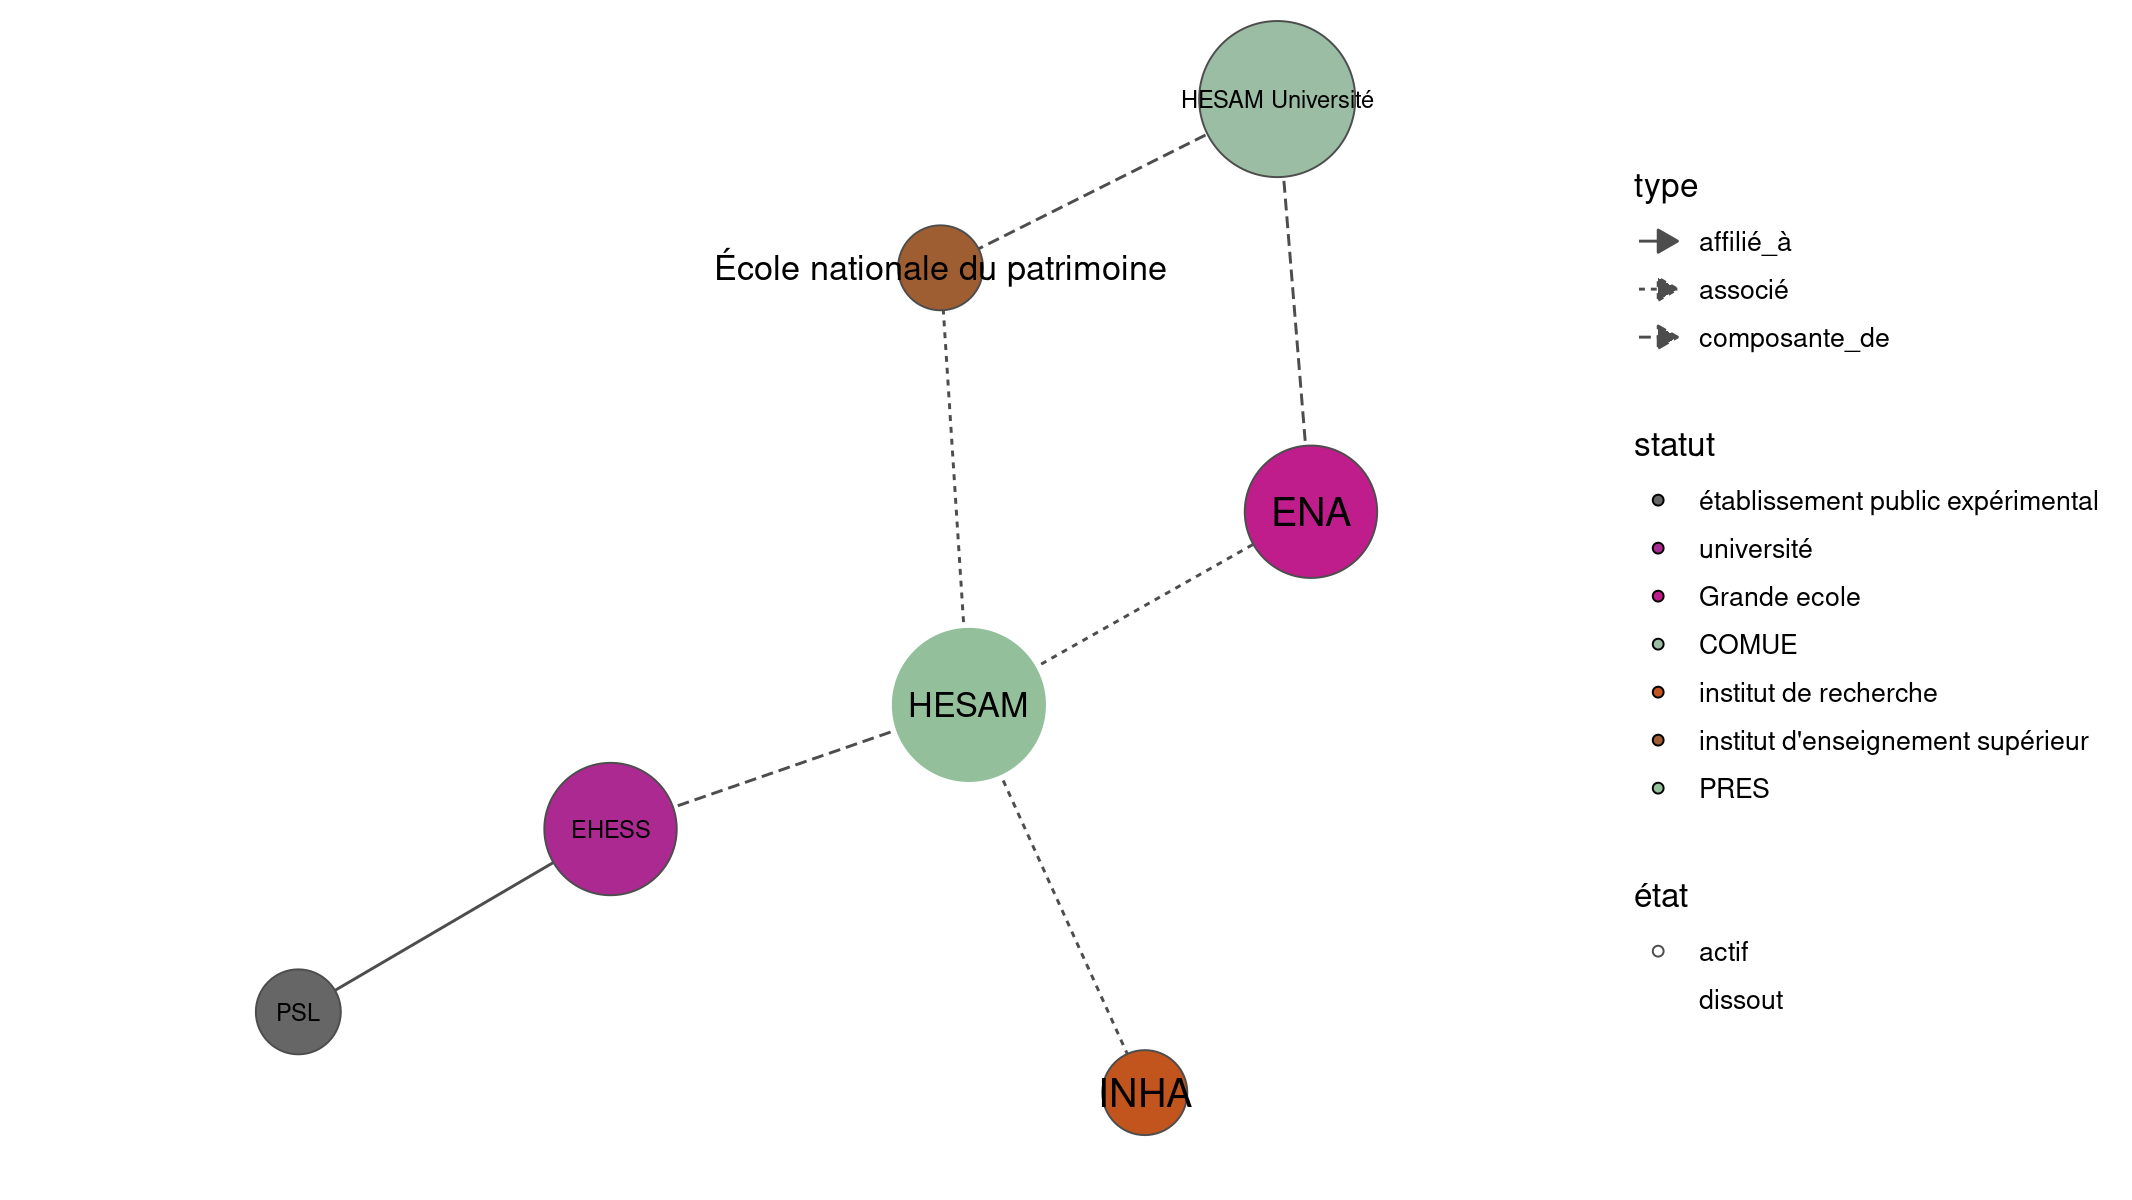 HESAM Université
École nationale du patrimoine
ENA
HESAM
EHESS
PSL
INHA
type
affilié_à
associé
composante_de
statut
établissement public expérimental
université
Grande ecole
COMUE
institut de recherche
institut d'enseignement supérieur
PRES
état
actif
dissout